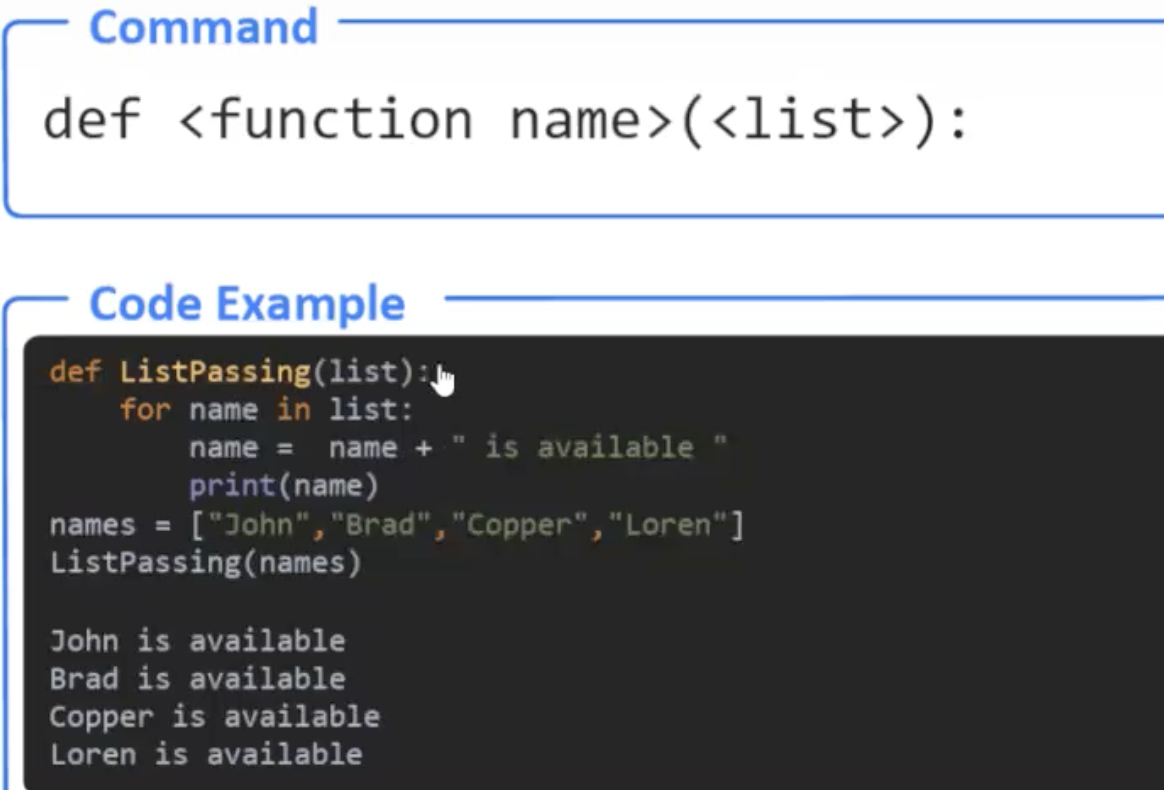 Command
def <function name>(<list>):
Code Example
def ListPassing(list):
    for name in list:
        name =  name + " is available "
        print(name)
names = ["John","Brad","Copper","Loren"]
ListPassing(names)
John is available
Brad is available
Copper is available
Loren is available